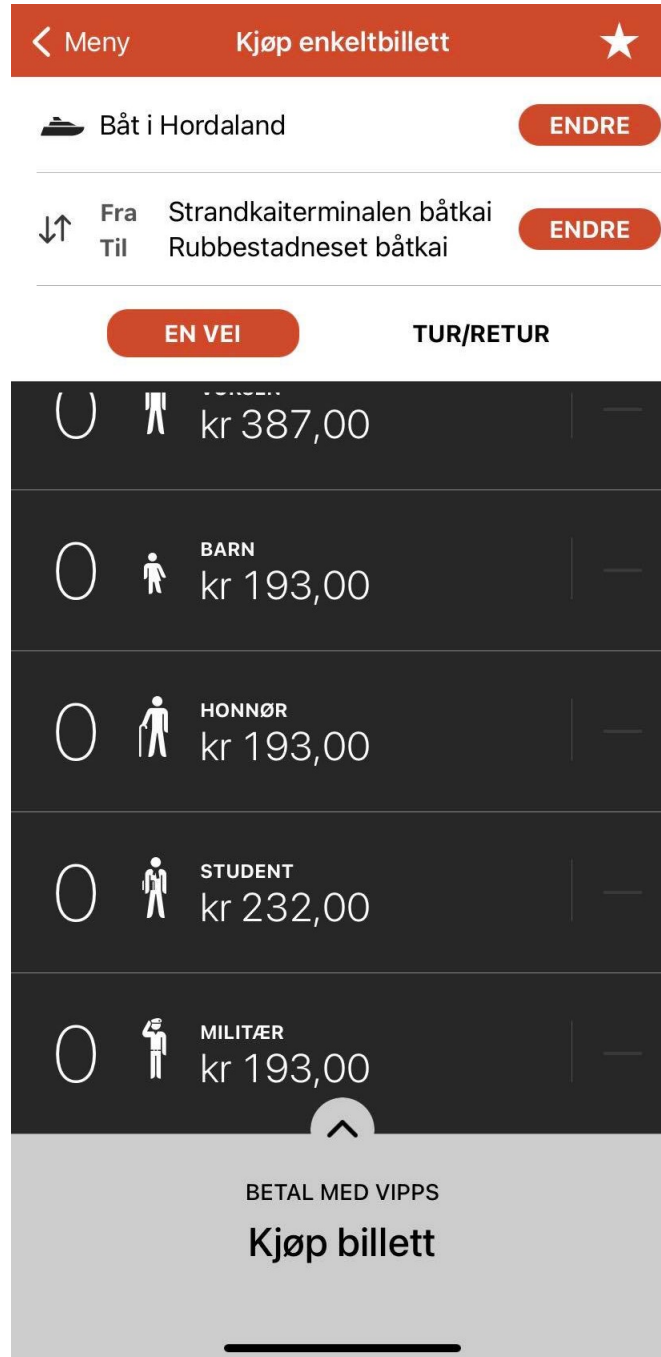 Meny
Kjøp enkeltbillett
Båt i Hordaland
ENDRE
Fra Strandkaiterminalen båtkai
Til Rubbestadneset båtkai
ENDRE
EN VEI
TUR/RETUR
0
VOKSEN
kr 387,00
0
BARN
kr 193,00
0
HONNØR
kr 193,00
0
STUDENT
kr 232,00
0
MILITÆR
kr 193,00
BETAL MED VIPPS
Kjøp billett